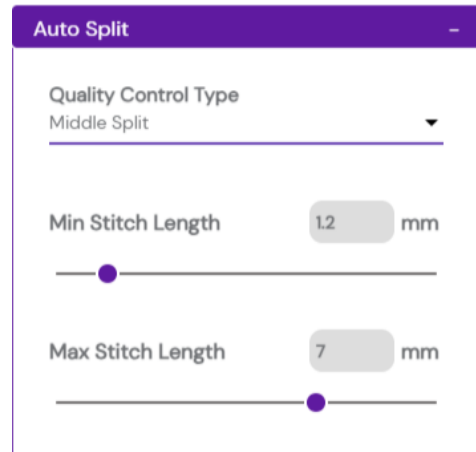 Auto Split
Quality Control Type
Middle Split
Min Stitch Length 1.2 mm
Max Stitch Length 7 mm